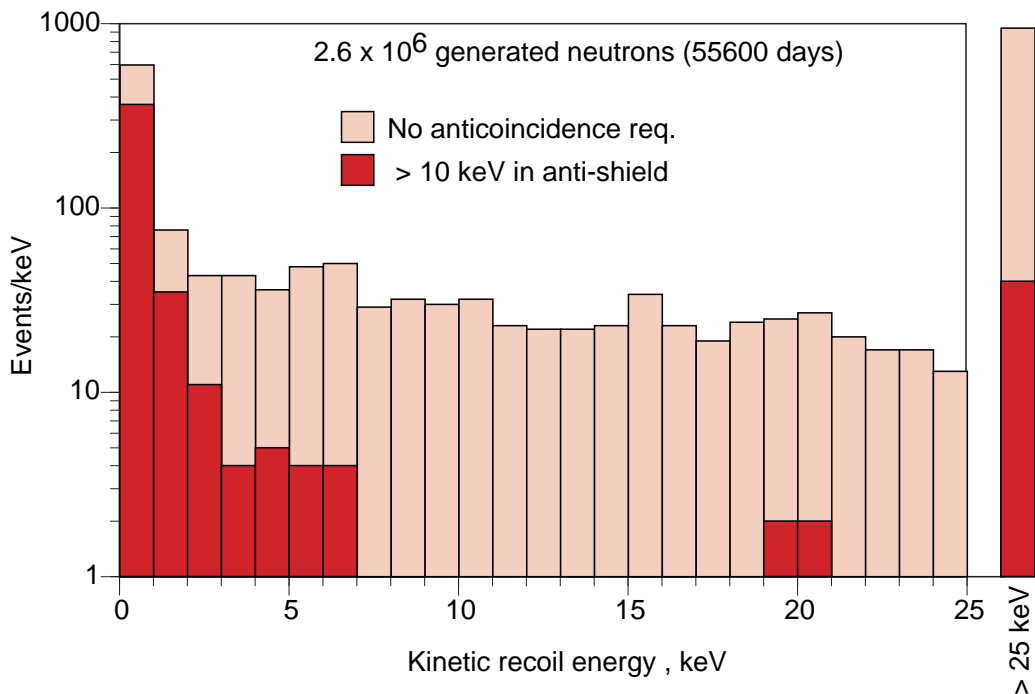 1000
2.6 x 10^6 generated neutrons (55600 days)
No anticoincidence req.
> 10 keV in anti-shield
100
Events/keV
10
1
0
5
10
15
20
25
> 25 keV
Kinetic recoil energy , keV